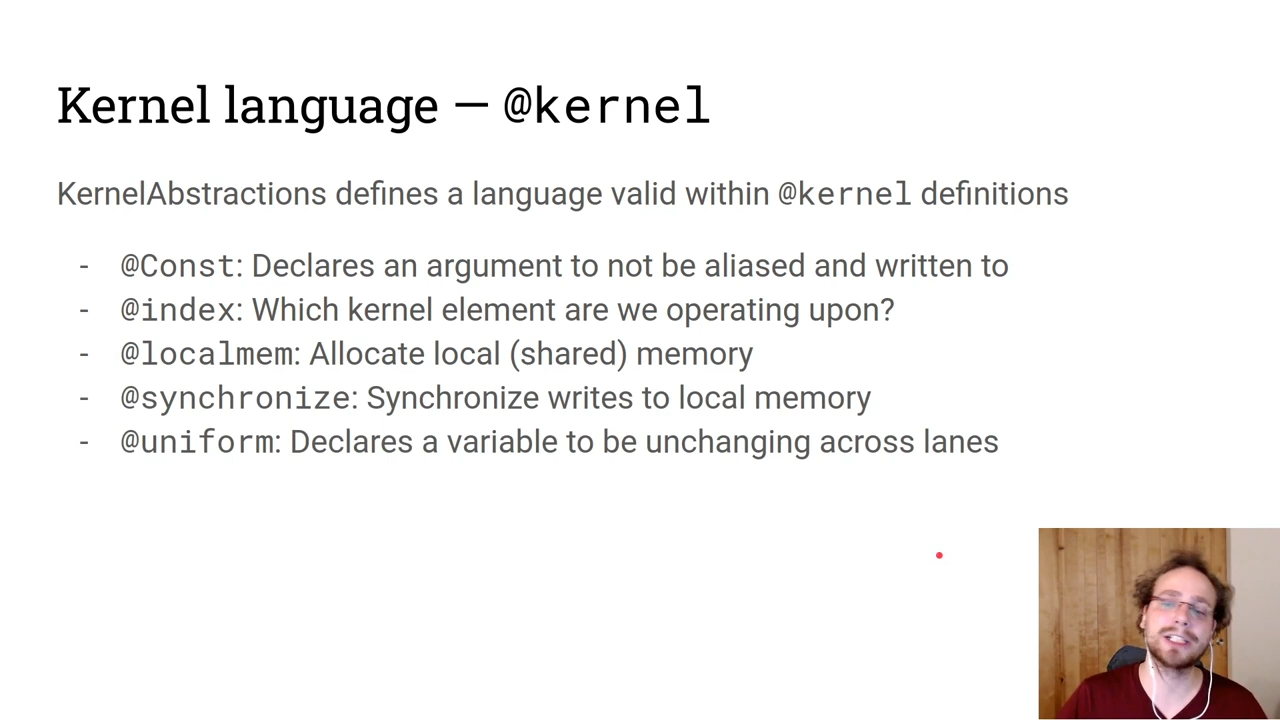 Kernel language — @kernel
KernelAbstractions defines a language valid within @kernel definitions
- @Const: Declares an argument to not be aliased and written to
- @index: Which kernel element are we operating upon?
- @localmem: Allocate local (shared) memory
- @synchronize: Synchronize writes to local memory
- @uniform: Declares a variable to be unchanging across lanes